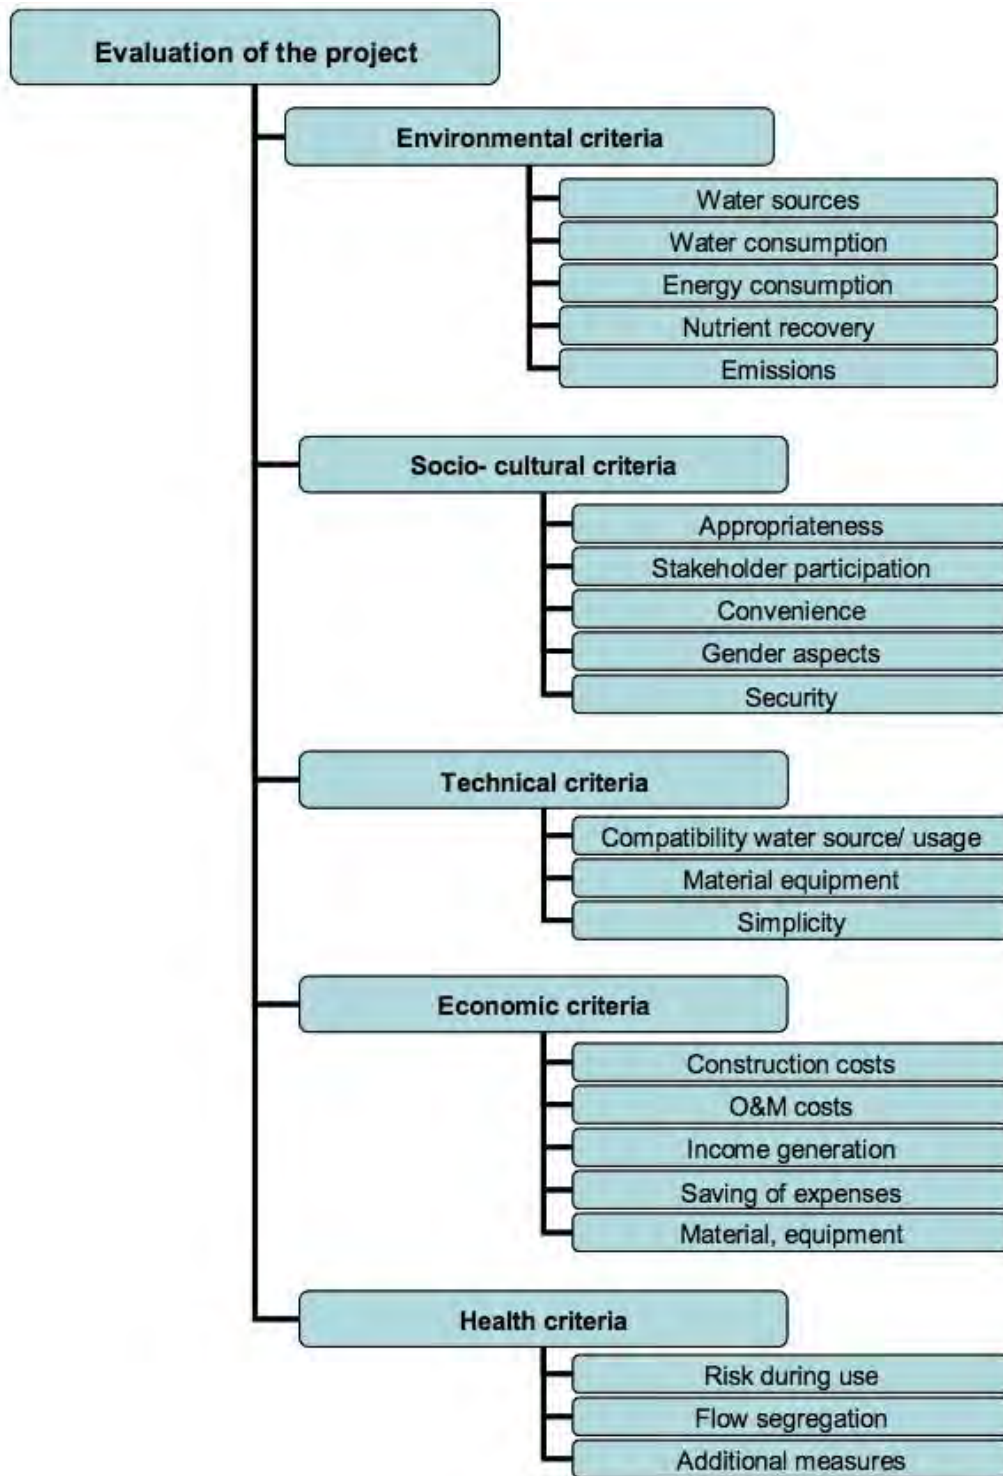 Evaluation of the project
Environmental criteria
Water sources
Water consumption
Energy consumption
Nutrient recovery
Emissions
Socio- cultural criteria
Appropriateness
Stakeholder participation
Convenience
Gender aspects
Security
Technical criteria
Compatibility water source/ usage
Material equipment
Simplicity
Economic criteria
Construction costs
O&M costs
Income generation
Saving of expenses
Material, equipment
Health criteria
Risk during use
Flow segregation
Additional measures